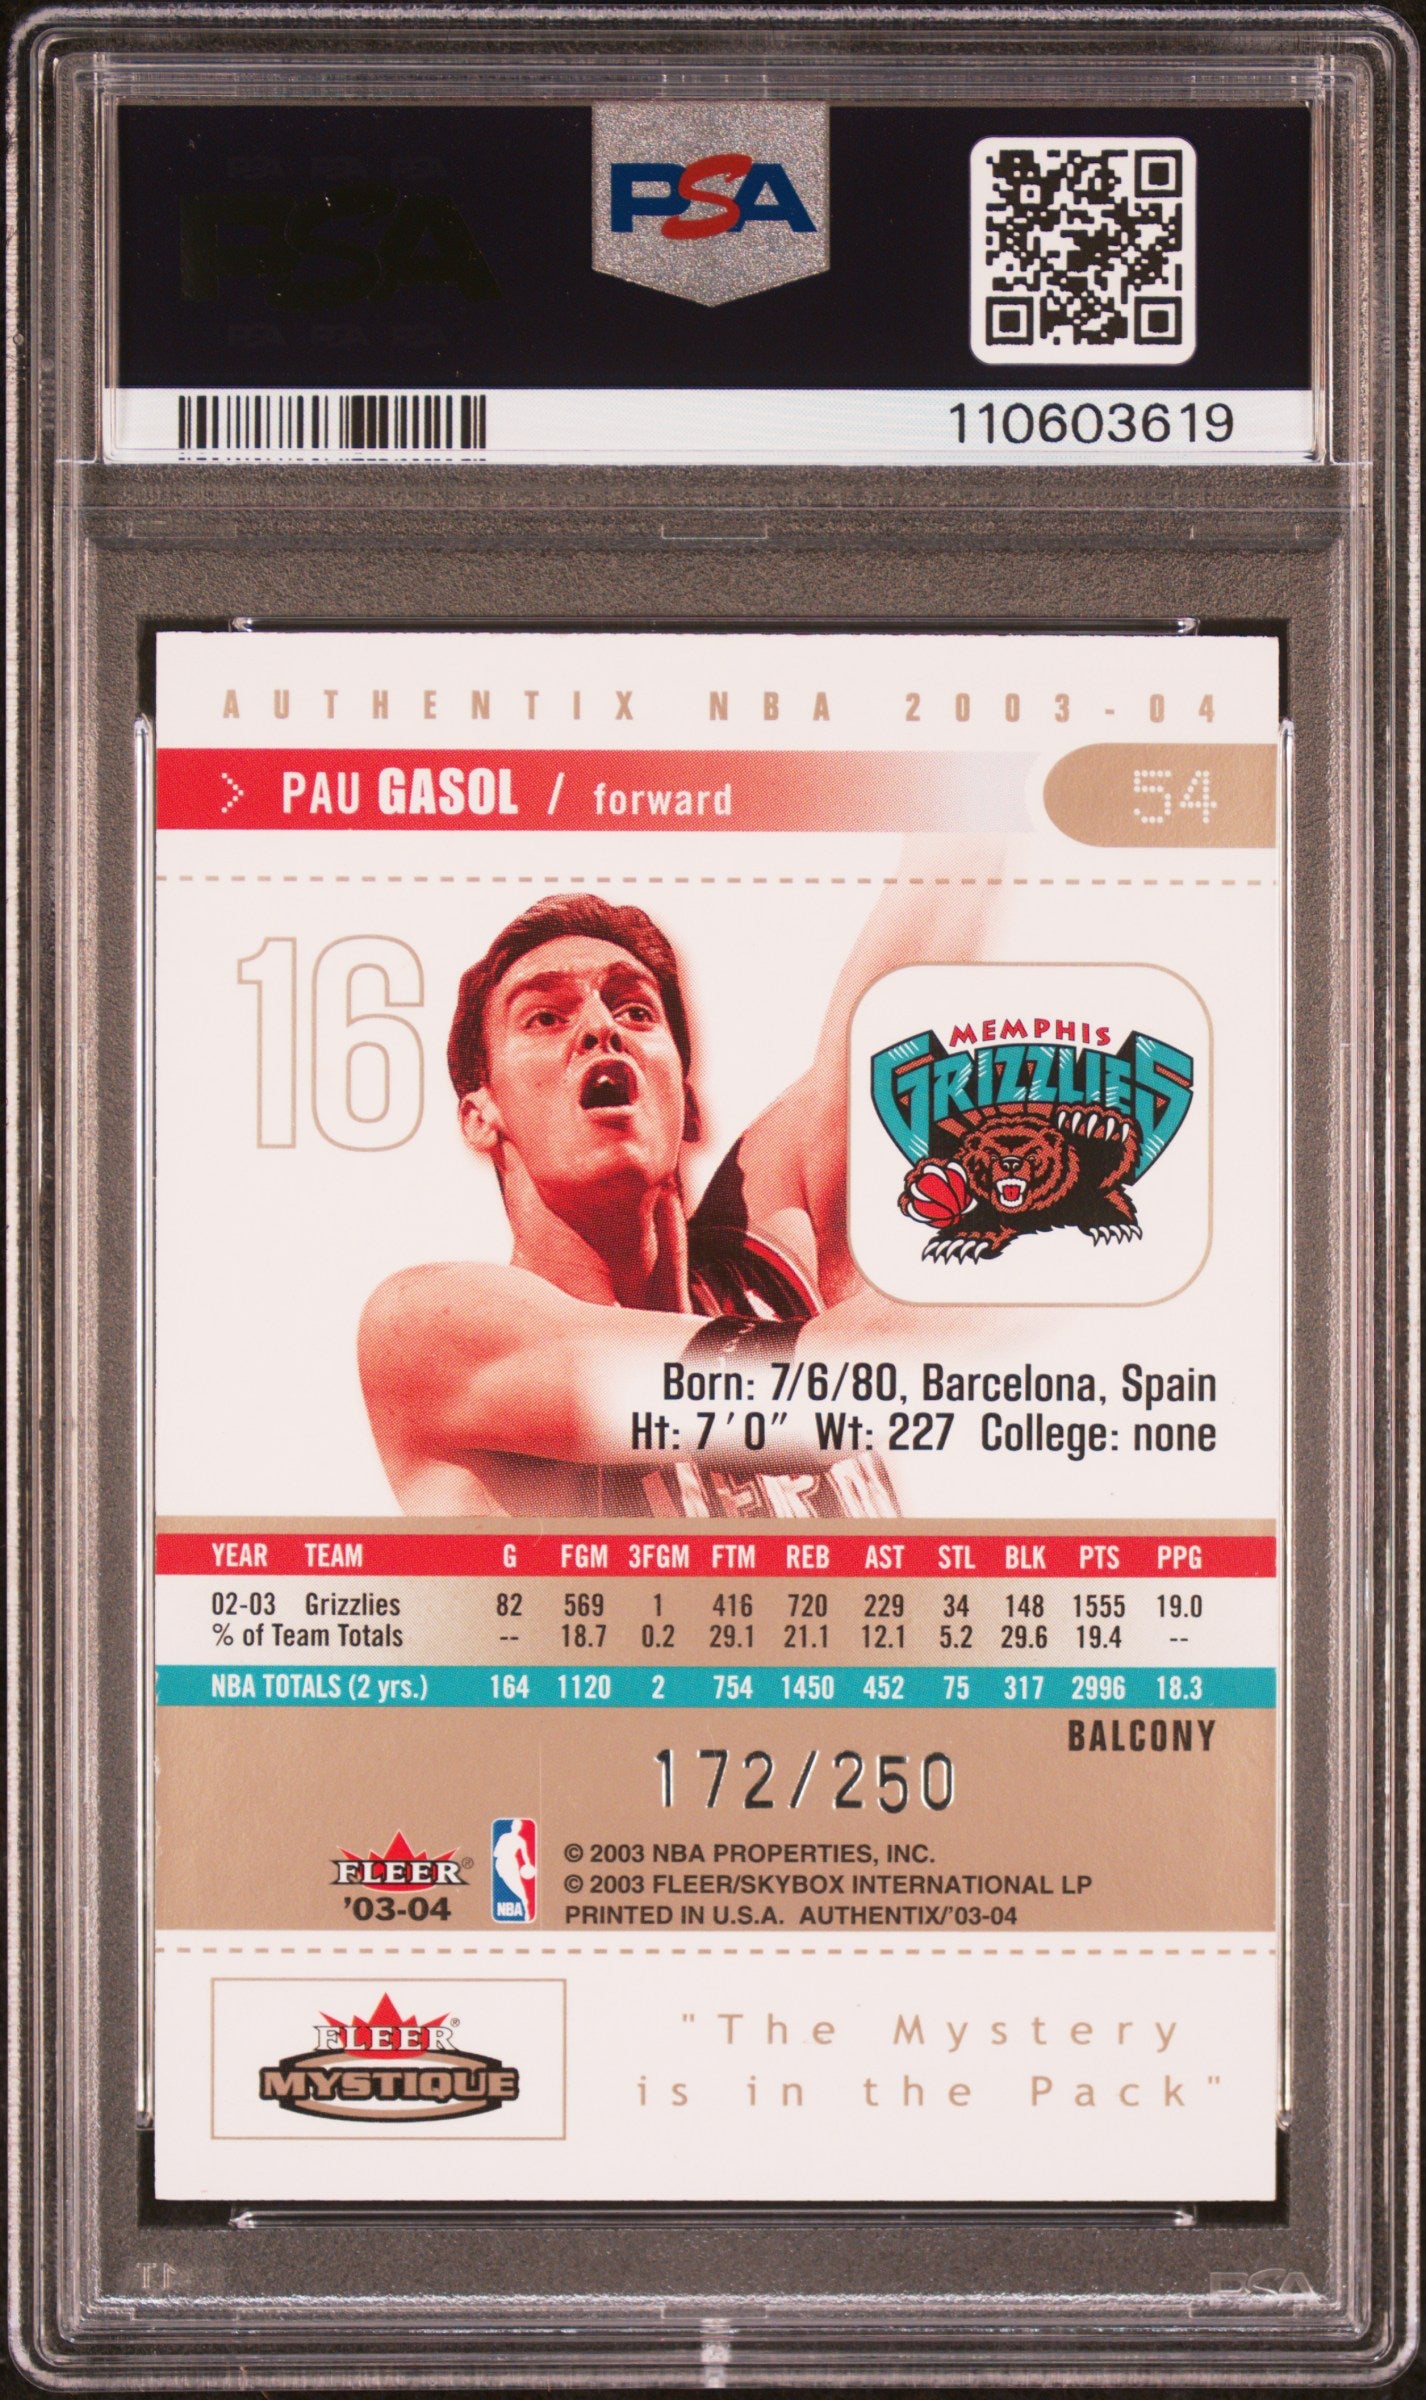 PSA
110603619
AUTHENTIX NBA 2003-04
> PAU GASOL / forward
54
16
MEMPHIS
GRIZZLIES
Born: 7/6/80, Barcelona, Spain
Ht: 7'0" Wt: 227 College: none
YEAR TEAM G FGM 3FGM FTM REB AST STL BLK PTS PPG
02-03 Grizzlies 82 569 1 416 720 229 34 148 1555 19.0
% of Team Totals -- 18.7 0.2 29.1 21.1 12.1 5.2 29.6 19.4 --
NBA TOTALS (2 yrs.) 164 1120 2 754 1450 452 75 317 2996 18.3
BALCONY
172/250
FLEER®
'03-04
NBA
© 2003 NBA PROPERTIES, INC.
© 2003 FLEER/SKYBOX INTERNATIONAL LP
PRINTED IN U.S.A. AUTHENTIX/'03-04
FLEER®
MYSTIQUE
"The Mystery
is in the Pack"
PSA